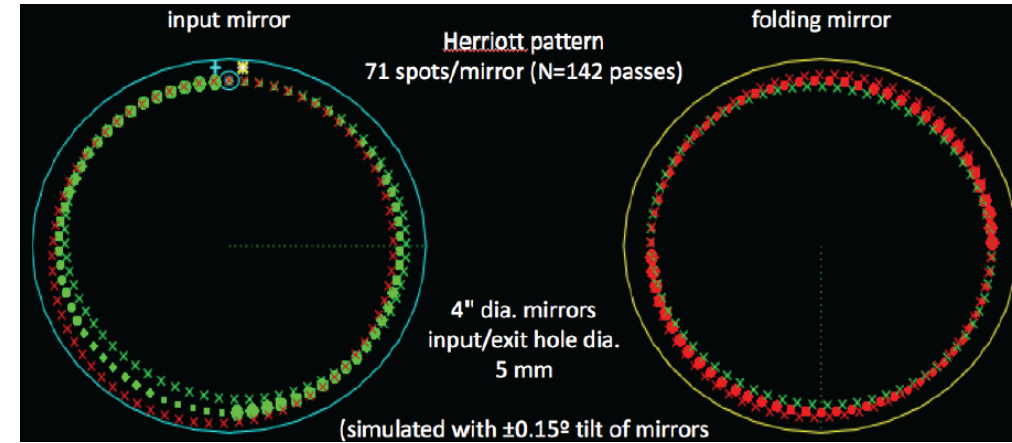 input mirror
folding mirror
Herriott pattern
71 spots/mirror (N=142 passes)
4" dia. mirrors
input/exit hole dia.
5 mm
(simulated with ±0.15º tilt of mirrors